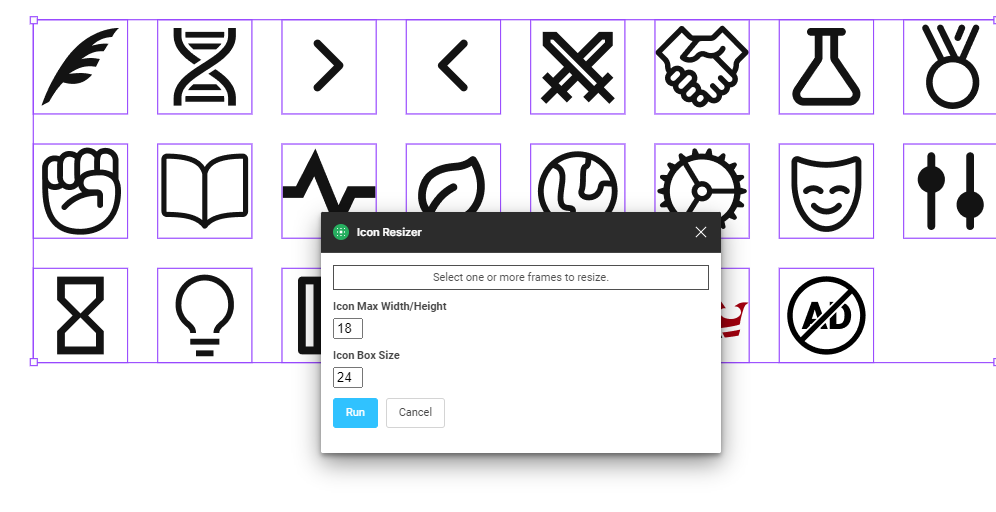 Icon Resizer
Select one or more frames to resize.
Icon Max Width/Height
18
Icon Box Size
24
Run
Cancel
AD